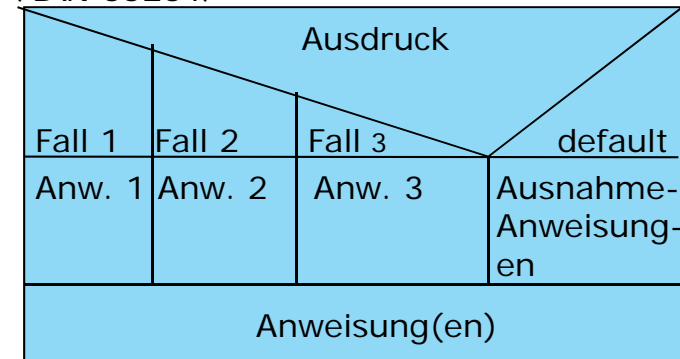 Ausdruck
Fall 1 Fall 2 Fall 3 default
Anw. 1 Anw. 2 Anw. 3 Ausnahme-
Anweisung-
en
Anweisung(en)